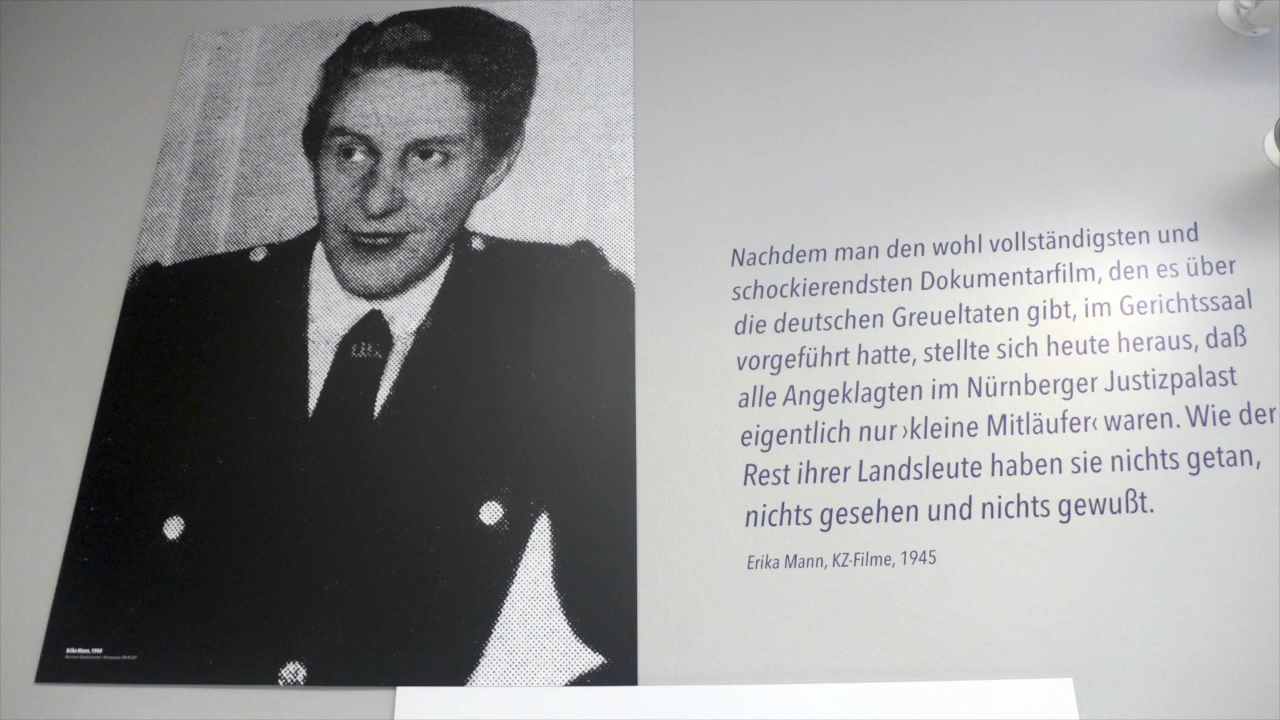 Nachdem man den wohl vollständigsten und
schockierendsten Dokumentarfilm, den es über
die deutschen Greueltaten gibt, im Gerichtssaal
vorgeführt hatte, stellte sich heute heraus, daß
alle Angeklagten im Nürnberger Justizpalast
eigentlich nur ›kleine Mitläufer‹ waren. Wie der
Rest ihrer Landsleute haben sie nichts getan,
nichts gesehen und nichts gewußt.
Erika Mann, KZ-Filme, 1945
Erika Mann,